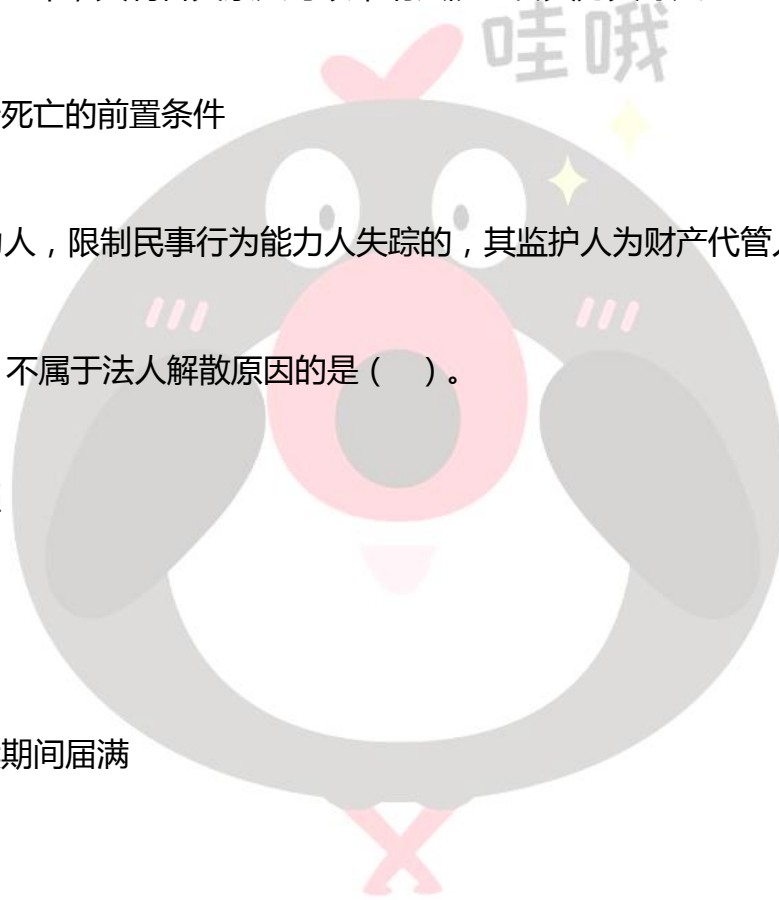 哇哦
死亡的前置条件
人，限制民事行为能力人失踪的，其监护人为财产代管
不属于法人解散原因的是（ ）。
期间届满